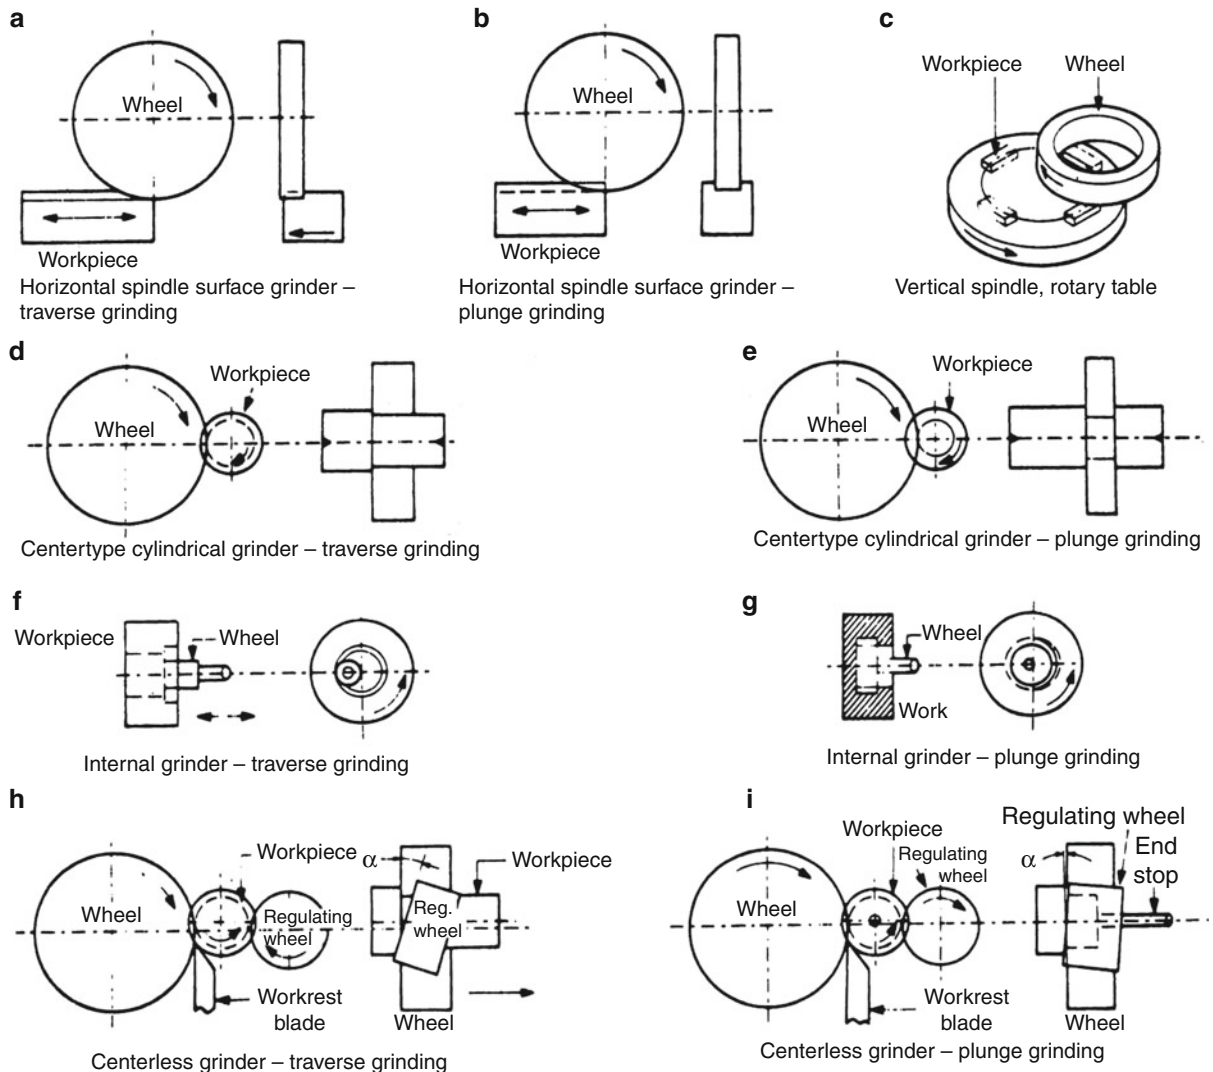 a
Wheel
Workpiece
Horizontal spindle surface grinder –
traverse grinding
b
Wheel
Workpiece
Horizontal spindle surface grinder –
plunge grinding
c
Workpiece
Wheel
Vertical spindle, rotary table
d
Workpiece
Wheel
Centertype cylindrical grinder – traverse grinding
e
Workpiece
Wheel
Centertype cylindrical grinder – plunge grinding
f
Workpiece
Wheel
Internal grinder – traverse grinding
g
Wheel
Work
Internal grinder – plunge grinding
h
Workpiece
α
Workpiece
Wheel
Regulating
wheel
Reg.
wheel
Workrest
blade
Wheel
Centerless grinder – traverse grinding
i
Workpiece
Regulating
wheel
Regulating wheel
α
End
stop
Wheel
Workrest
blade
Wheel
Centerless grinder – plunge grinding